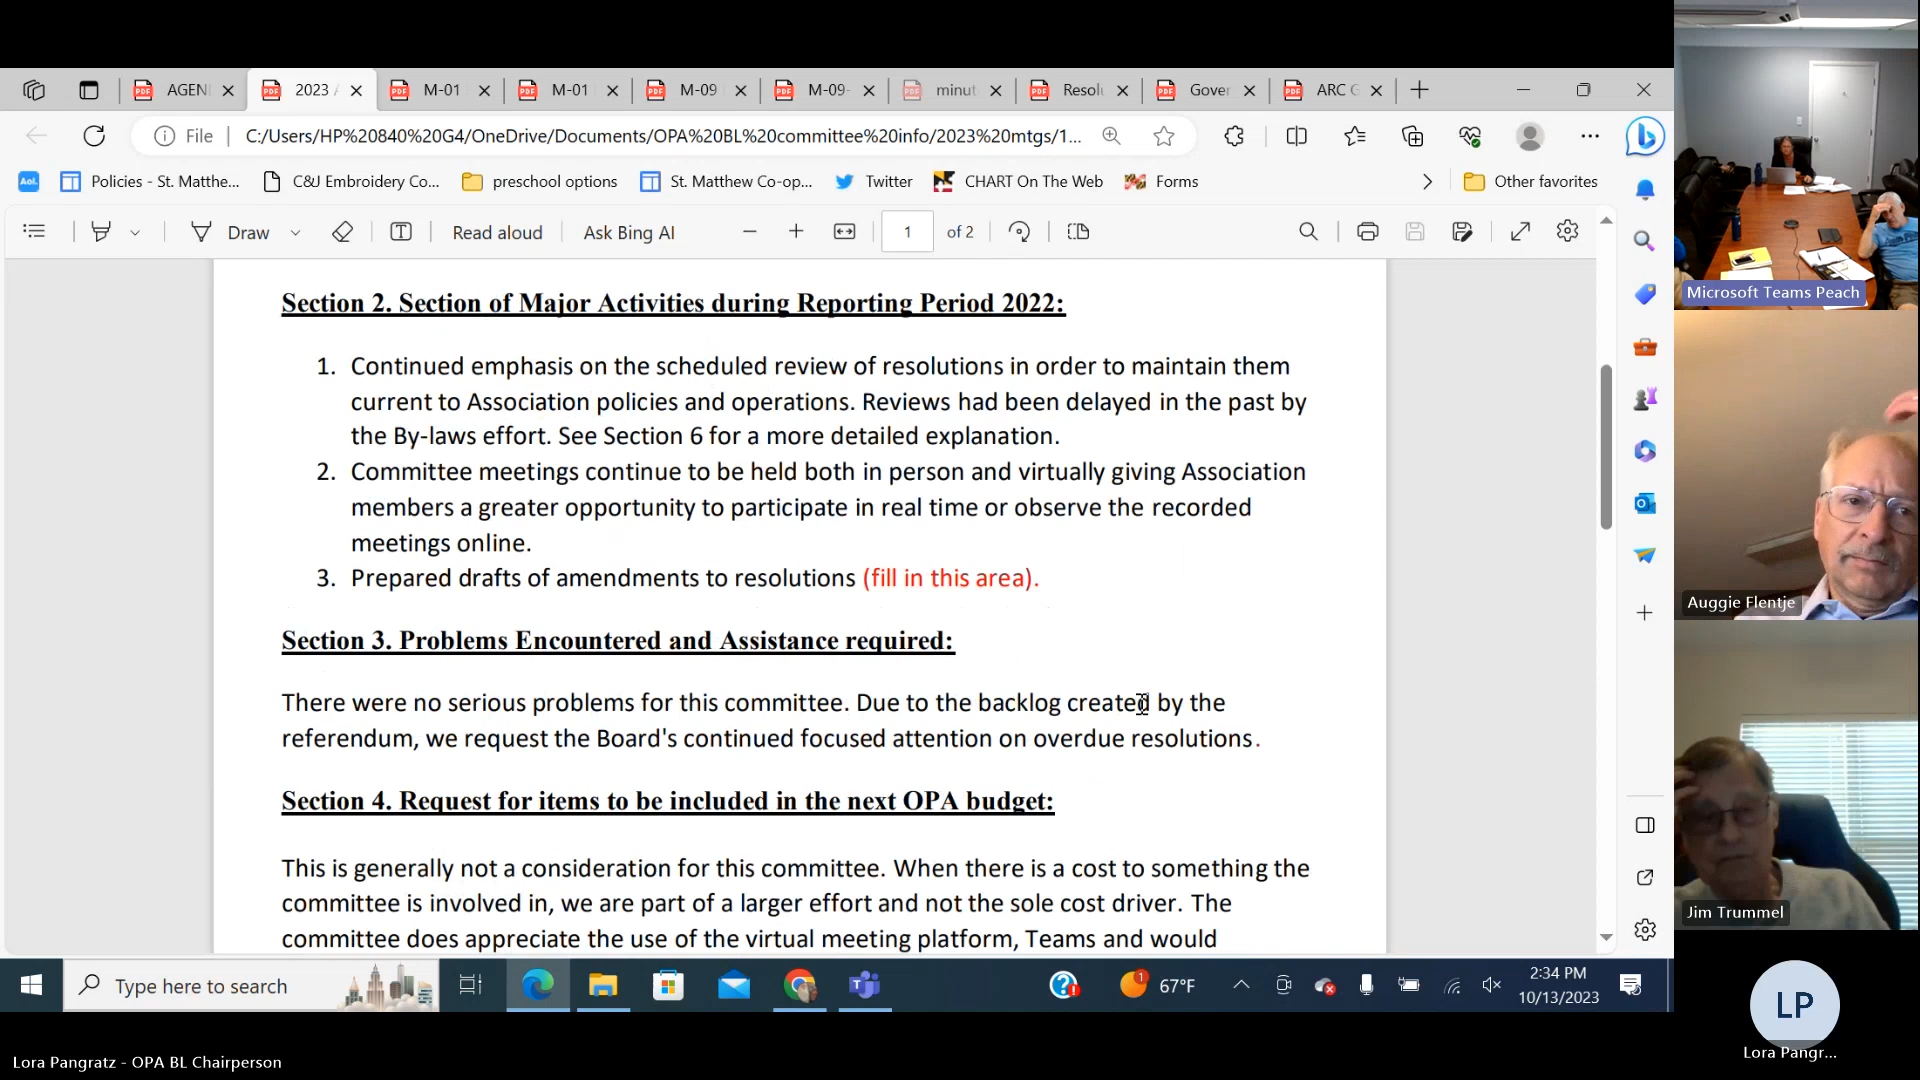 AGENI
2023 /
M-01
M-01
M-09
M-09-
minut
Resolu
Gover
ARC G
File
C:/Users/HP%20840%20G4/OneDrive/Documents/OPA%20BL%20committee%20info/2023%20mtgs/1...
Aol.
Policies - St. Matthe...
C&J Embroidery Co...
preschool options
St. Matthew Co-op...
Twitter
CHART On The Web
Forms
Other favorites
Draw
Read aloud
Ask Bing AI
1
of 2
Section 2. Section of Major Activities during Reporting Period 2022:
1. Continued emphasis on the scheduled review of resolutions in order to maintain them
current to Association policies and operations. Reviews had been delayed in the past by
the By-laws effort. See Section 6 for a more detailed explanation.
2. Committee meetings continue to be held both in person and virtually giving Association
members a greater opportunity to participate in real time or observe the recorded
meetings online.
3. Prepared drafts of amendments to resolutions (fill in this area).
Section 3. Problems Encountered and Assistance required:
There were no serious problems for this committee. Due to the backlog created by the
referendum, we request the Board's continued focused attention on overdue resolutions.
Section 4. Request for items to be included in the next OPA budget:
This is generally not a consideration for this committee. When there is a cost to something the
committee is involved in, we are part of a larger effort and not the sole cost driver. The
committee does appreciate the use of the virtual meeting platform, Teams and would
Type here to search
1
67°F
2:34 PM
10/13/2023
Microsoft Teams Peach
Auggie Flentje
Jim Trummel
LP
Lora Pangr...
Lora Pangratz - OPA BL Chairperson